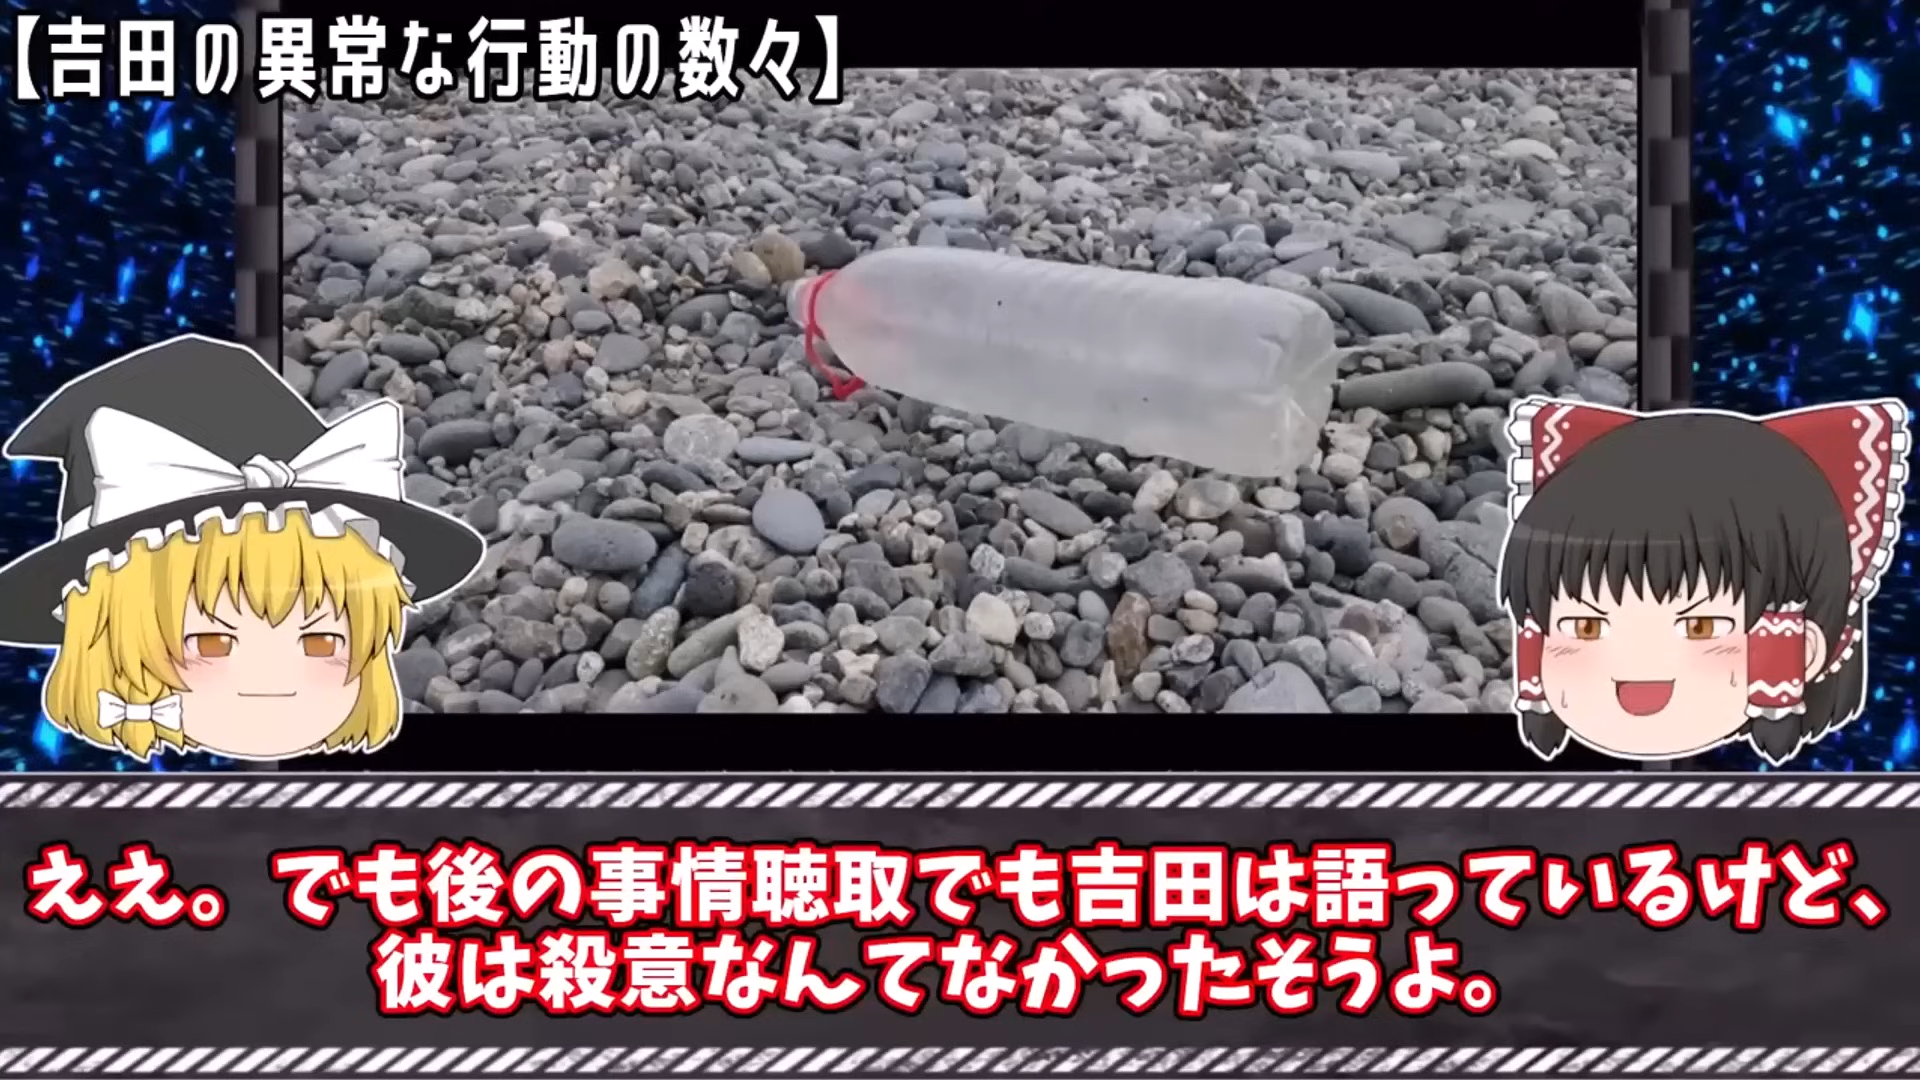 【吉田の異常な行動の数々】
ええ。でも後の事情聴取でも吉田は語っているけど、
彼は殺意なんてなかったそうよ。